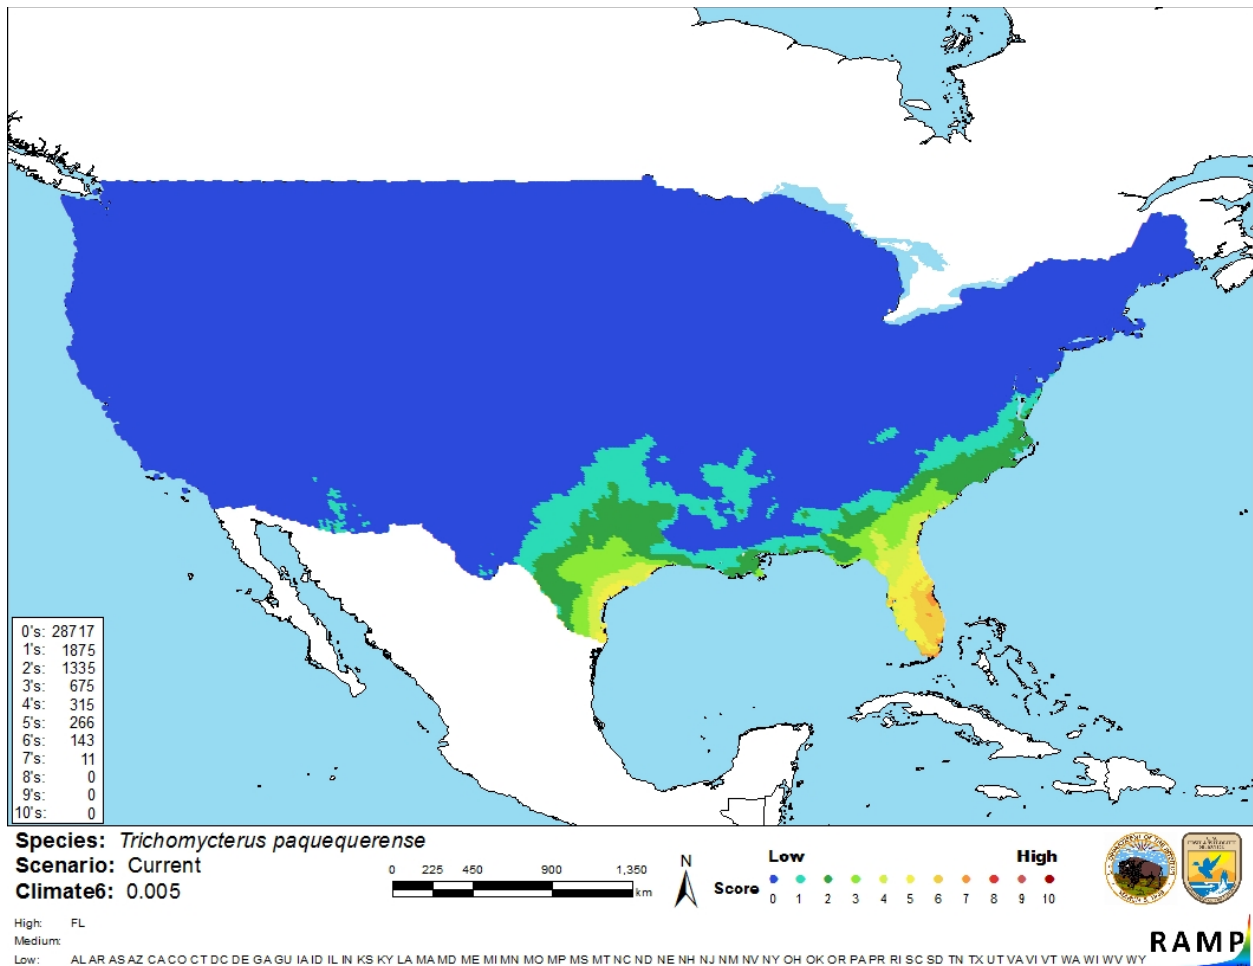 0's: 28717
1's: 1875
2's: 1335
3's: 675
4's: 315
5's: 266
6's: 143
7's: 11
8's: 0
9's: 0
10's: 0
Species: Trichomycterus paquequerense
Scenario: Current
Climate6: 0.005
0 225 450 900 1,350
km
N
Low High
Score
0 1 2 3 4 5 6 7 8 9 10
High: FL
Medium:
Low: AL AR AS AZ CA CO CT DC DE GA GU IA ID IL IN KS KY LA MA MD ME MI MN MO MP MS MT NC ND NE NH NJ NM NV NY OH OK OR PA PR RI SC SD TN TX UT VA VI VT WA WI WV WY
RAMP